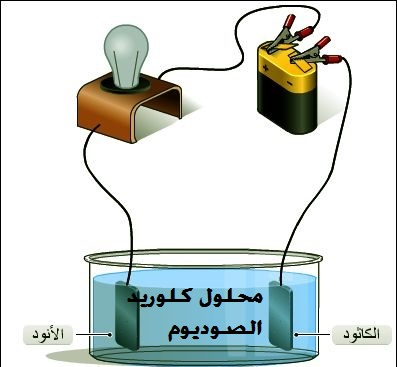 +
-
محلول كلوريد
الصوديوم
الكاثود
الأنود